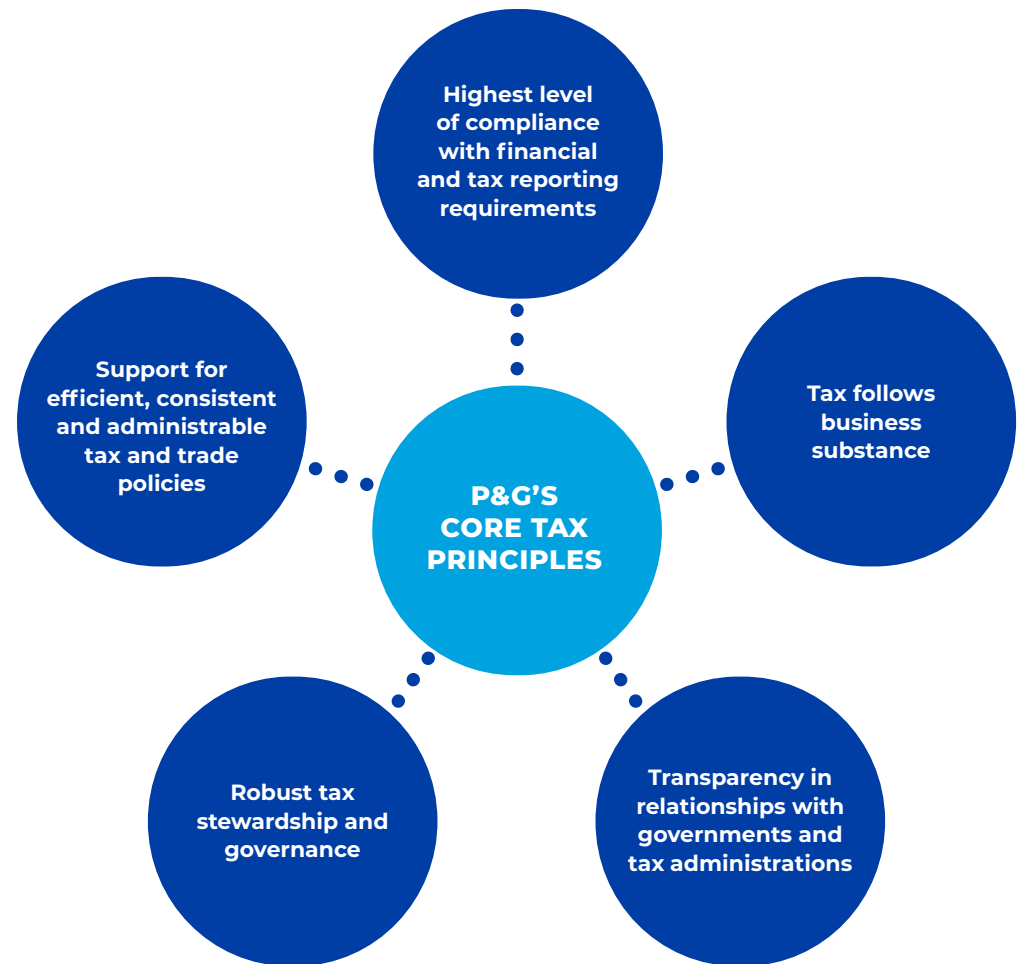 Highest level
of compliance
with financial
and tax reporting
requirements
Support for
efficient, consistent
and administrable
tax and trade
policies
Tax follows
business
substance
P&G’S
CORE TAX
PRINCIPLES
Robust tax
stewardship and
governance
Transparency in
relationships with
governments and
tax administrations